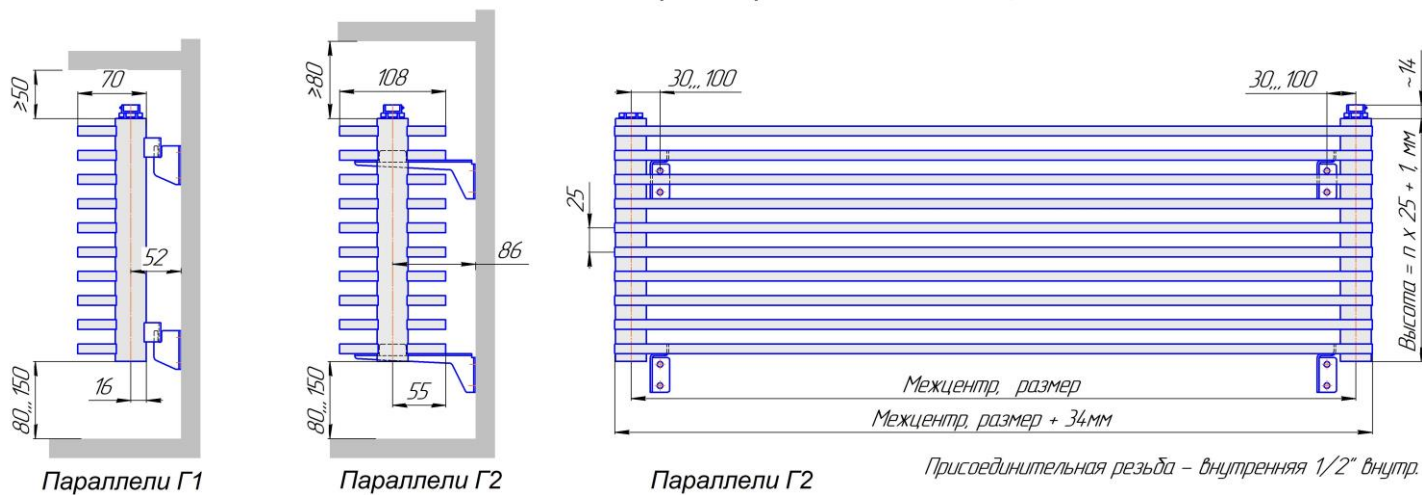 ≥50
70
52
16
80,,,150
Параллели Г1
≥80
108
86
55
80,,,150
Параллели Г2
30,,,100
30,,,100
~14
25
Высота = n x 25 + 1, мм
Межцентр, размер
Межцентр, размер + 34мм
Параллели Г2
Присоединительная резьба – внутренняя 1/2" внутр.